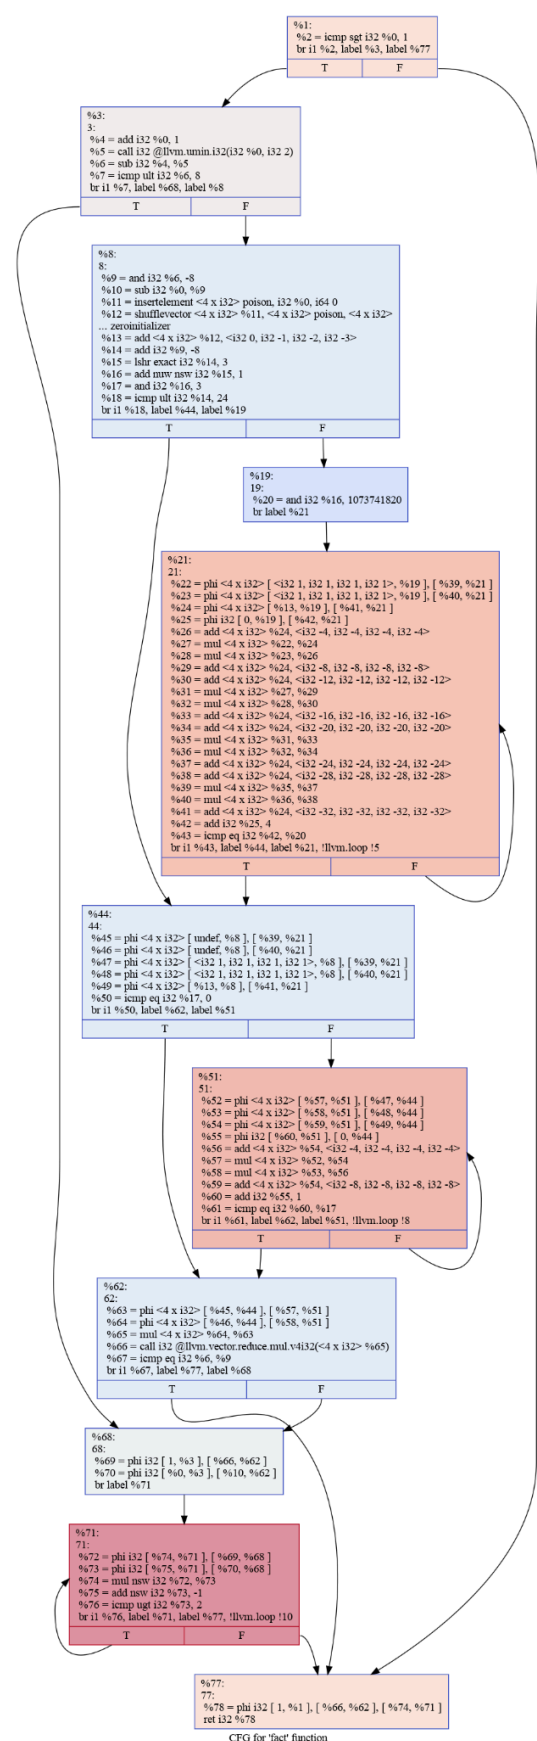 %1:
%2 = icmp sgt i32 %0, 1
br i1 %2, label %3, label %77
T F
%3:
3:
%4 = add i32 %0, 1
%5 = call i32 @llvm.umin.i32(i32 %0, i32 2)
%6 = sub i32 %4, %5
%7 = icmp ult i32 %6, 8
br i1 %7, label %68, label %8
T F
%8:
8:
%9 = and i32 %6, -8
%10 = sub i32 %0, %9
%11 = insertelement <4 x i32> poison, i32 %0, i64 0
%12 = shufflevector <4 x i32> %11, <4 x i32> poison, <4 x i32>
... zeroinitializer
%13 = add <4 x i32> %12, <i32 0, i32 -1, i32 -2, i32 -3>
%14 = add i32 %9, -8
%15 = lshr exact i32 %14, 3
%16 = add nuw nsw i32 %15, 1
%17 = and i32 %16, 3
%18 = icmp ult i32 %14, 24
br i1 %18, label %44, label %19
T F
%19:
19:
%20 = and i32 %16, 1073741820
br label %21
%21:
21:
%22 = phi <4 x i32> [ <i32 1, i32 1, i32 1, i32 1>, %19 ], [ %39, %21 ]
%23 = phi <4 x i32> [ <i32 1, i32 1, i32 1, i32 1>, %19 ], [ %40, %21 ]
%24 = phi <4 x i32> [ %13, %19 ], [ %41, %21 ]
%25 = phi i32 [ 0, %19 ], [ %42, %21 ]
%26 = add <4 x i32> %24, <i32 -4, i32 -4, i32 -4, i32 -4>
%27 = mul <4 x i32> %22, %24
%28 = mul <4 x i32> %23, %26
%29 = add <4 x i32> %24, <i32 -8, i32 -8, i32 -8, i32 -8>
%30 = add <4 x i32> %24, <i32 -12, i32 -12, i32 -12, i32 -12>
%31 = mul <4 x i32> %27, %29
%32 = mul <4 x i32> %28, %30
%33 = add <4 x i32> %24, <i32 -16, i32 -16, i32 -16, i32 -16>
%34 = add <4 x i32> %24, <i32 -20, i32 -20, i32 -20, i32 -20>
%35 = mul <4 x i32> %31, %33
%36 = mul <4 x i32> %32, %34
%37 = add <4 x i32> %24, <i32 -24, i32 -24, i32 -24, i32 -24>
%38 = add <4 x i32> %24, <i32 -28, i32 -28, i32 -28, i32 -28>
%39 = mul <4 x i32> %35, %37
%40 = mul <4 x i32> %36, %38
%41 = add <4 x i32> %24, <i32 -32, i32 -32, i32 -32, i32 -32>
%42 = add i32 %25, 4
%43 = icmp eq i32 %42, %20
br i1 %43, label %44, label %21, !llvm.loop !5
T F
%44:
44:
%45 = phi <4 x i32> [ undef, %8 ], [ %39, %21 ]
%46 = phi <4 x i32> [ undef, %8 ], [ %40, %21 ]
%47 = phi <4 x i32> [ <i32 1, i32 1, i32 1, i32 1>, %8 ], [ %39, %21 ]
%48 = phi <4 x i32> [ <i32 1, i32 1, i32 1, i32 1>, %8 ], [ %40, %21 ]
%49 = phi <4 x i32> [ %13, %8 ], [ %41, %21 ]
%50 = icmp eq i32 %17, 0
br i1 %50, label %62, label %51
T F
%51:
51:
%52 = phi <4 x i32> [ %57, %51 ], [ %47, %44 ]
%53 = phi <4 x i32> [ %58, %51 ], [ %48, %44 ]
%54 = phi <4 x i32> [ %59, %51 ], [ %49, %44 ]
%55 = phi i32 [ %60, %51 ], [ 0, %44 ]
%56 = add <4 x i32> %54, <i32 -4, i32 -4, i32 -4, i32 -4>
%57 = mul <4 x i32> %52, %54
%58 = mul <4 x i32> %53, %56
%59 = add <4 x i32> %54, <i32 -8, i32 -8, i32 -8, i32 -8>
%60 = add i32 %55, 1
%61 = icmp eq i32 %60, %17
br i1 %61, label %62, label %51, !llvm.loop !8
T F
%62:
62:
%63 = phi <4 x i32> [ %45, %44 ], [ %57, %51 ]
%64 = phi <4 x i32> [ %46, %44 ], [ %58, %51 ]
%65 = mul <4 x i32> %64, %63
%66 = call i32 @llvm.vector.reduce.mul.v4i32(<4 x i32> %65)
%67 = icmp eq i32 %6, %9
br i1 %67, label %77, label %68
T F
%68:
68:
%69 = phi i32 [ 1, %3 ], [ %66, %62 ]
%70 = phi i32 [ %0, %3 ], [ %10, %62 ]
br label %71
%71:
71:
%72 = phi i32 [ %74, %71 ], [ %69, %68 ]
%73 = phi i32 [ %75, %71 ], [ %70, %68 ]
%74 = mul nsw i32 %72, %73
%75 = add nsw i32 %73, -1
%76 = icmp ugt i32 %73, 2
br i1 %76, label %71, label %77, !llvm.loop !10
T F
%77:
77:
%78 = phi i32 [ 1, %1 ], [ %66, %62 ], [ %74, %71 ]
ret i32 %78
CFG for 'fact' function